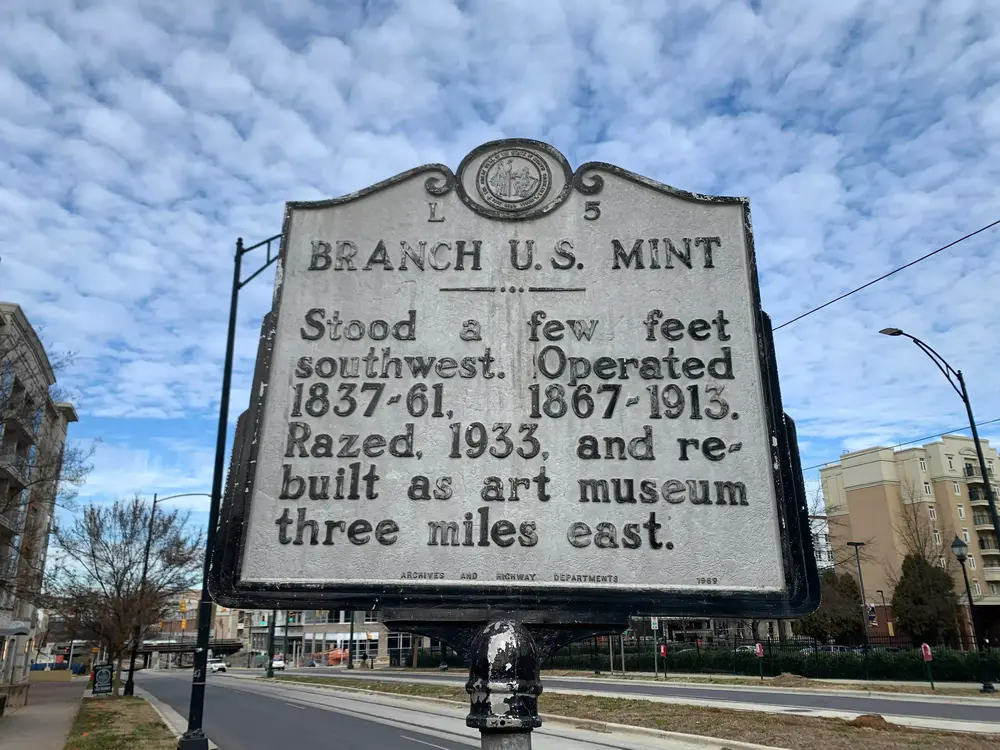 L 5
BRANCH U.S. MINT
Stood a few feet
southwest. Operated
1837-61, 1867-1913.
Razed, 1933, and re-
built as art museum
three miles east.
ARCHIVES AND HIGHWAY DEPARTMENTS 1969